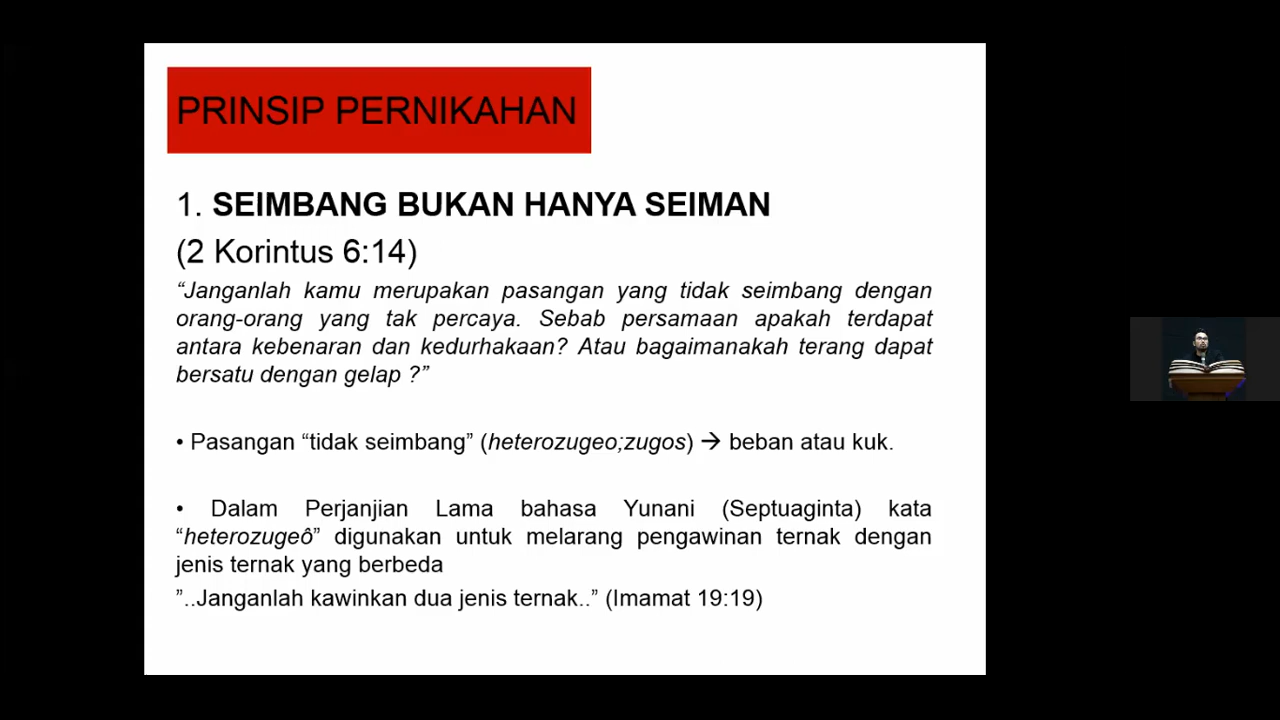 PRINSIP PERNIKAHAN
1. SEIMBANG BUKAN HANYA SEIMAN
(2 Korintus 6:14)
“Janganlah kamu merupakan pasangan yang tidak seimbang dengan
orang-orang yang tak percaya. Sebab persamaan apakah terdapat
antara kebenaran dan kedurhakaan? Atau bagaimanakah terang dapat
bersatu dengan gelap ?”
• Pasangan “tidak seimbang” (heterozugeo;zugos) → beban atau kuk.
• Dalam Perjanjian Lama bahasa Yunani (Septuaginta) kata
“heterozugeô” digunakan untuk melarang pengawinan ternak dengan
jenis ternak yang berbeda
”..Janganlah kawinkan dua jenis ternak..” (Imamat 19:19)